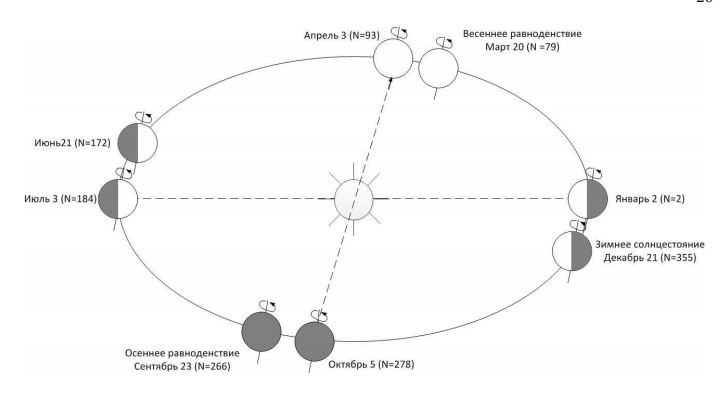 Апрель 3 (N=93)
Весеннее равноденствие
Март 20 (N =79)
Июнь21 (N=172)
Июль 3 (N=184)
Январь 2 (N=2)
Зимнее солнцестояние
Декабрь 21 (N=355)
Осеннее равноденствие
Сентябрь 23 (N=266)
Октябрь 5 (N=278)